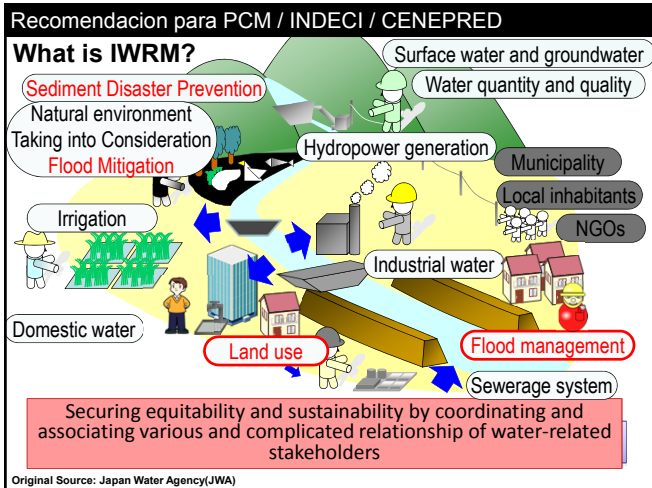 Recomendacion para PCM / INDECI / CENEPRED
What is IWRM?
Surface water and groundwater
Water quantity and quality
Sediment Disaster Prevention
Natural environment
Taking into Consideration
Flood Mitigation
Hydropower generation
Municipality
Local inhabitants
NGOs
Irrigation
Industrial water
Domestic water
Land use
Flood management
Sewerage system
Securing equitability and sustainability by coordinating and
associating various and complicated relationship of water-related
stakeholders
Original Source: Japan Water Agency(JWA)